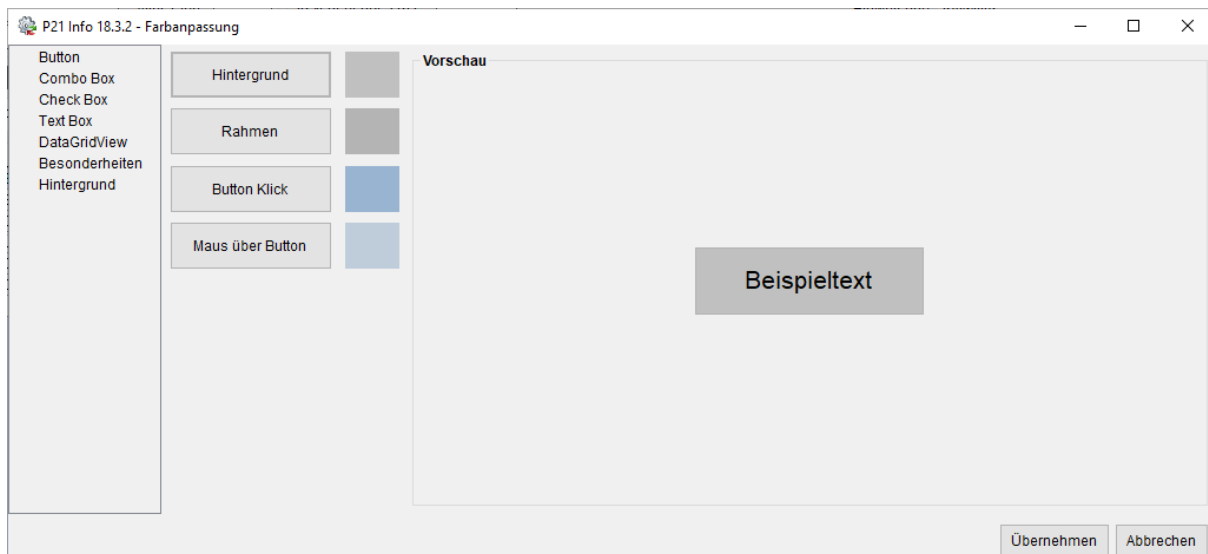 P21 Info 18.3.2 - Farbanpassung
Button
Combo Box
Check Box
Text Box
DataGridView
Besonderheiten
Hintergrund
Hintergrund
Rahmen
Button Klick
Maus über Button
Vorschau
Beispieltext
Übernehmen
Abbrechen